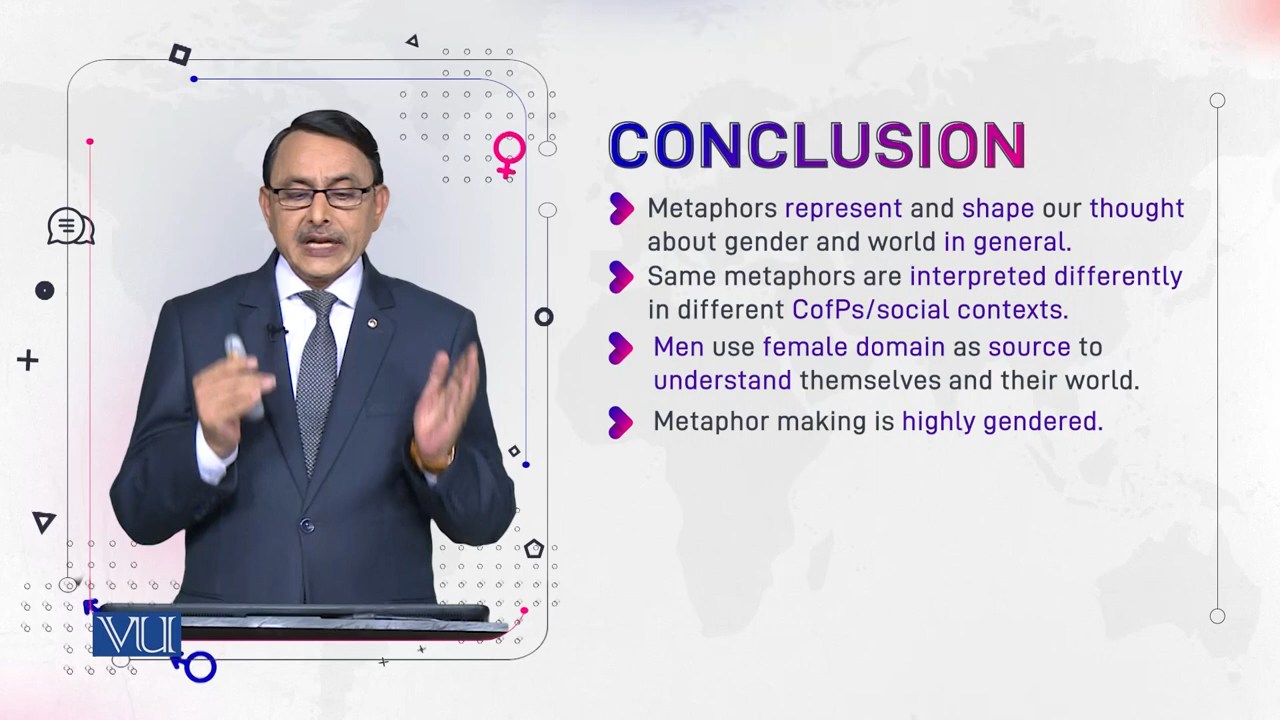 CONCLUSION
Metaphors represent and shape our thought
about gender and world in general.
Same metaphors are interpreted differently
in different CofPs/social contexts.
Men use female domain as source to
understand themselves and their world.
Metaphor making is highly gendered.
VU